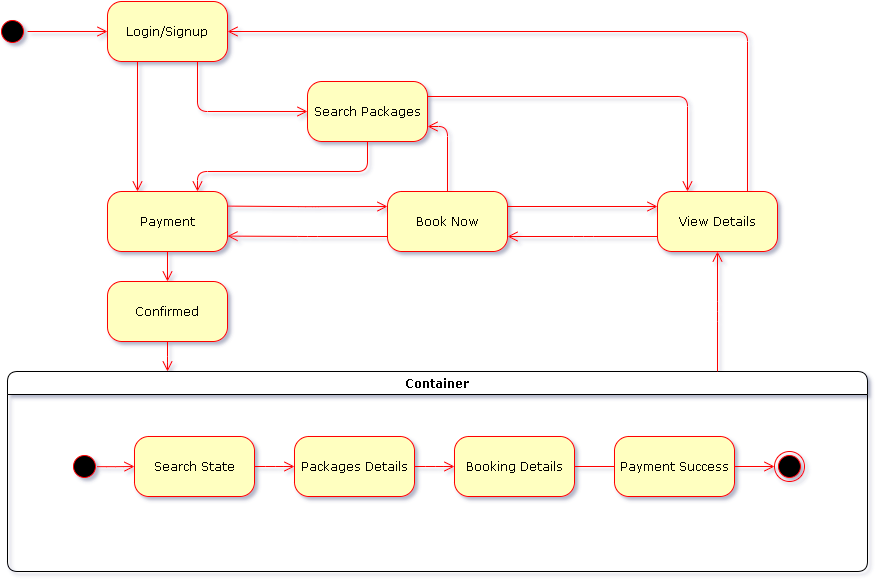 Login/Signup
Search Packages
Payment
Book Now
View Details
Confirmed
Container
Search State
Packages Details
Booking Details
Payment Success